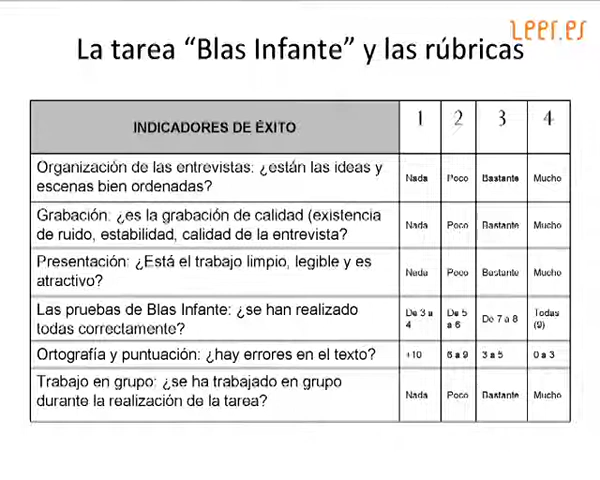 Leer.es
La tarea “Blas Infante” y las rúbricas
INDICADORES DE ÉXITO 1 2 3 4
Organización de las entrevistas: ¿están las ideas y
escenas bien ordenadas? Nada Poco Bastante Mucho
Grabación: ¿es la grabación de calidad (existencia
de ruido, estabilidad, calidad de la entrevista? Nada Poco Bastante Mucho
Presentación: ¿Está el trabajo limpio, legible y es
atractivo? Nada Poco Bastante Mucho
Las pruebas de Blas Infante: ¿se han realizado
todas correctamente? De 3 a 4 De 5 a 6 De 7 a 8 Todas (9)
Ortografía y puntuación: ¿hay errores en el texto? +10 6 a 9 3 a 5 0 a 3
Trabajo en grupo: ¿se ha trabajado en grupo
durante la realización de la tarea? Nada Poco Bastante Mucho